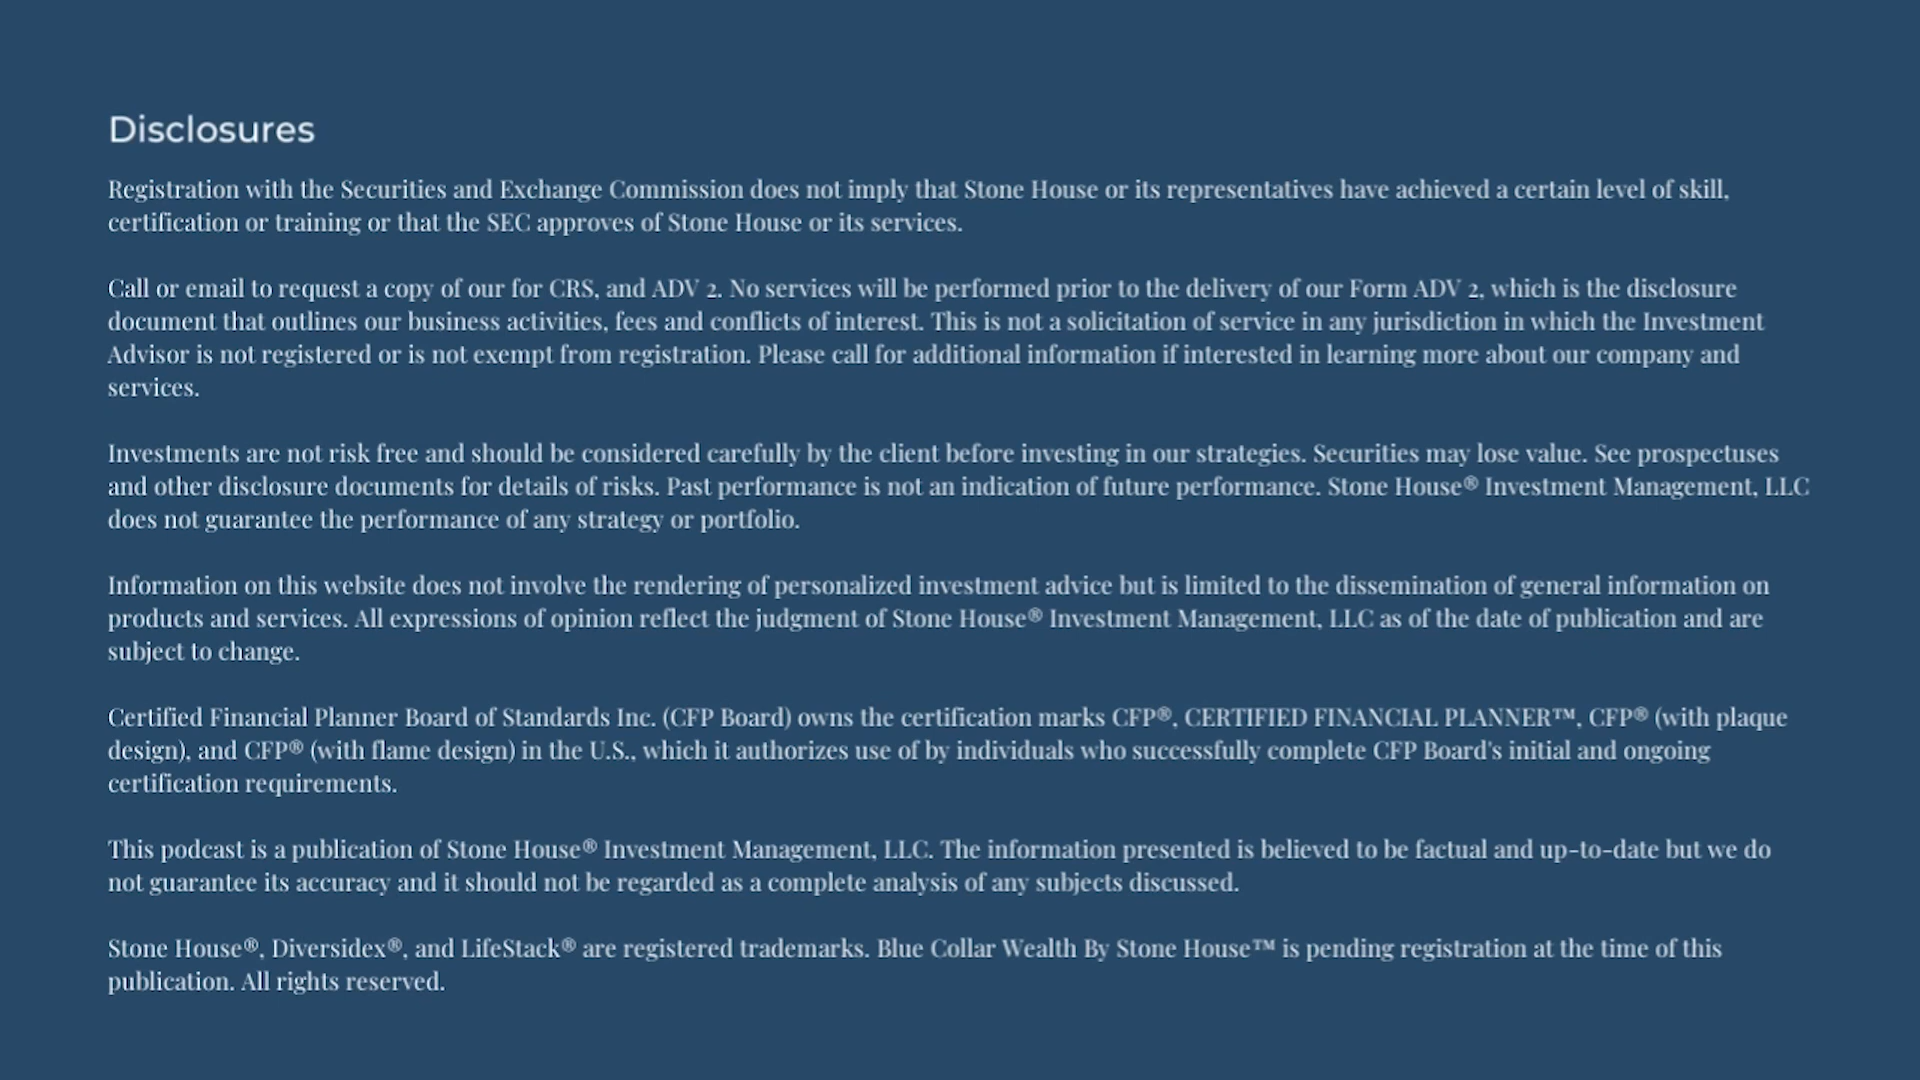 Disclosures
Registration with the Securities and Exchange Commission does not imply that Stone House or its representatives have achieved a certain level of skill,
certification or training or that the SEC approves of Stone House or its services.
Call or email to request a copy of our for CRS, and ADV 2. No services will be performed prior to the delivery of our Form ADV 2, which is the disclosure
document that outlines our business activities, fees and conflicts of interest. This is not a solicitation of service in any jurisdiction in which the Investment
Advisor is not registered or is not exempt from registration. Please call for additional information if interested in learning more about our company and
services.
Investments are not risk free and should be considered carefully by the client before investing in our strategies. Securities may lose value. See prospectuses
and other disclosure documents for details of risks. Past performance is not an indication of future performance. Stone House® Investment Management, LLC
does not guarantee the performance of any strategy or portfolio.
Information on this website does not involve the rendering of personalized investment advice but is limited to the dissemination of general information on
products and services. All expressions of opinion reflect the judgment of Stone House® Investment Management, LLC as of the date of publication and are
subject to change.
Certified Financial Planner Board of Standards Inc. (CFP Board) owns the certification marks CFP®, CERTIFIED FINANCIAL PLANNER™, CFP® (with plaque
design), and CFP® (with flame design) in the U.S., which it authorizes use of by individuals who successfully complete CFP Board's initial and ongoing
certification requirements.
This podcast is a publication of Stone House® Investment Management, LLC. The information presented is believed to be factual and up-to-date but we do
not guarantee its accuracy and it should not be regarded as a complete analysis of any subjects discussed.
Stone House®, Diversidex®, and LifeStack® are registered trademarks. Blue Collar Wealth By Stone House™ is pending registration at the time of this
publication. All rights reserved.